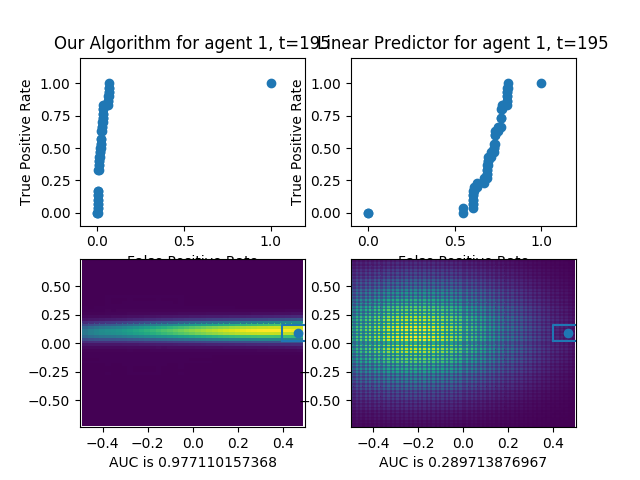 Our Algorithm for agent 1, t=195
Linear Predictor for agent 1, t=195
True Positive Rate
1.00
0.75
0.50
0.25
0.00
0.0 0.5 1.0
False Positive Rate
True Positive Rate
1.00
0.75
0.50
0.25
0.00
0.0 0.5 1.0
False Positive Rate
0.50
0.25
0.00
−0.25
−0.50
−0.4 −0.2 0.0 0.2 0.4
AUC is 0.977110157368
0.50
0.25
0.00
−0.25
−0.50
−0.4 −0.2 0.0 0.2 0.4
AUC is 0.289713876967